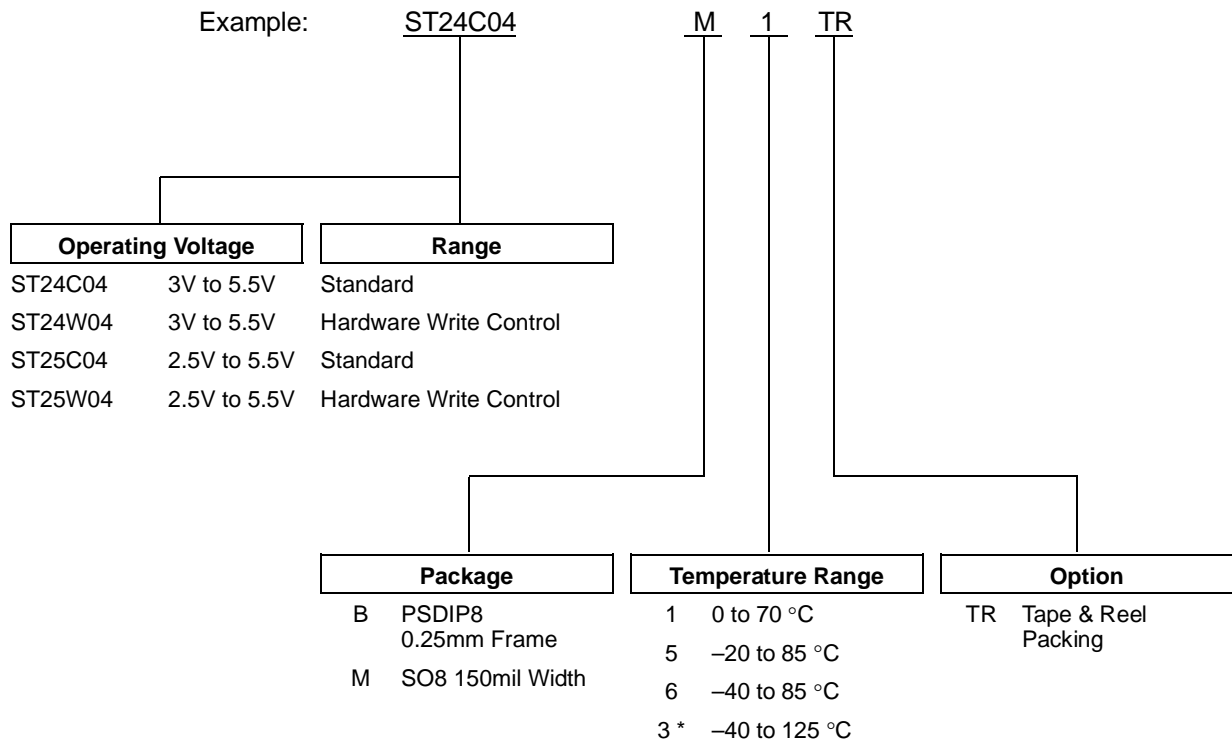 Example: ST24C04 M 1 TR
Operating Voltage Range
ST24C04 3V to 5.5V Standard
ST24W04 3V to 5.5V Hardware Write Control
ST25C04 2.5V to 5.5V Standard
ST25W04 2.5V to 5.5V Hardware Write Control
Package
B PSDIP8
0.25mm Frame
M SO8 150mil Width
Temperature Range
1 0 to 70 °C
5 –20 to 85 °C
6 –40 to 85 °C
3 * –40 to 125 °C
Option
TR Tape & Reel
Packing